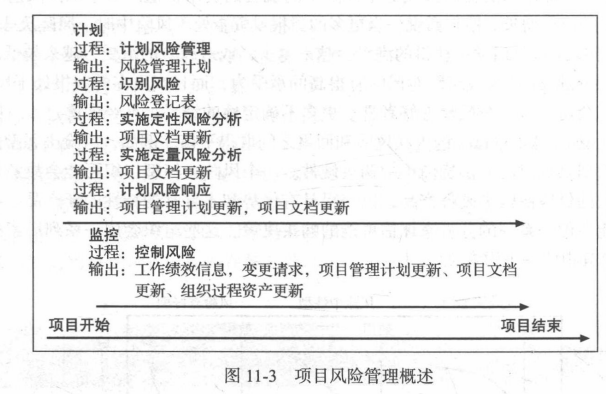 计划
过程：计划风险管理
输出：风险管理计划
过程：识别风险
输出：风险登记表
过程：实施定性风险分析
输出：项目文档更新
过程：实施定量风险分析
输出：项目文档更新
过程：计划风险响应
输出：项目管理计划更新，项目文档更新
监控
过程：控制风险
输出：工作绩效信息，变更请求，项目管理计划更新、项目文档
更新、组织过程资产更新
项目开始 项目结束
图 11-3 项目风险管理概述